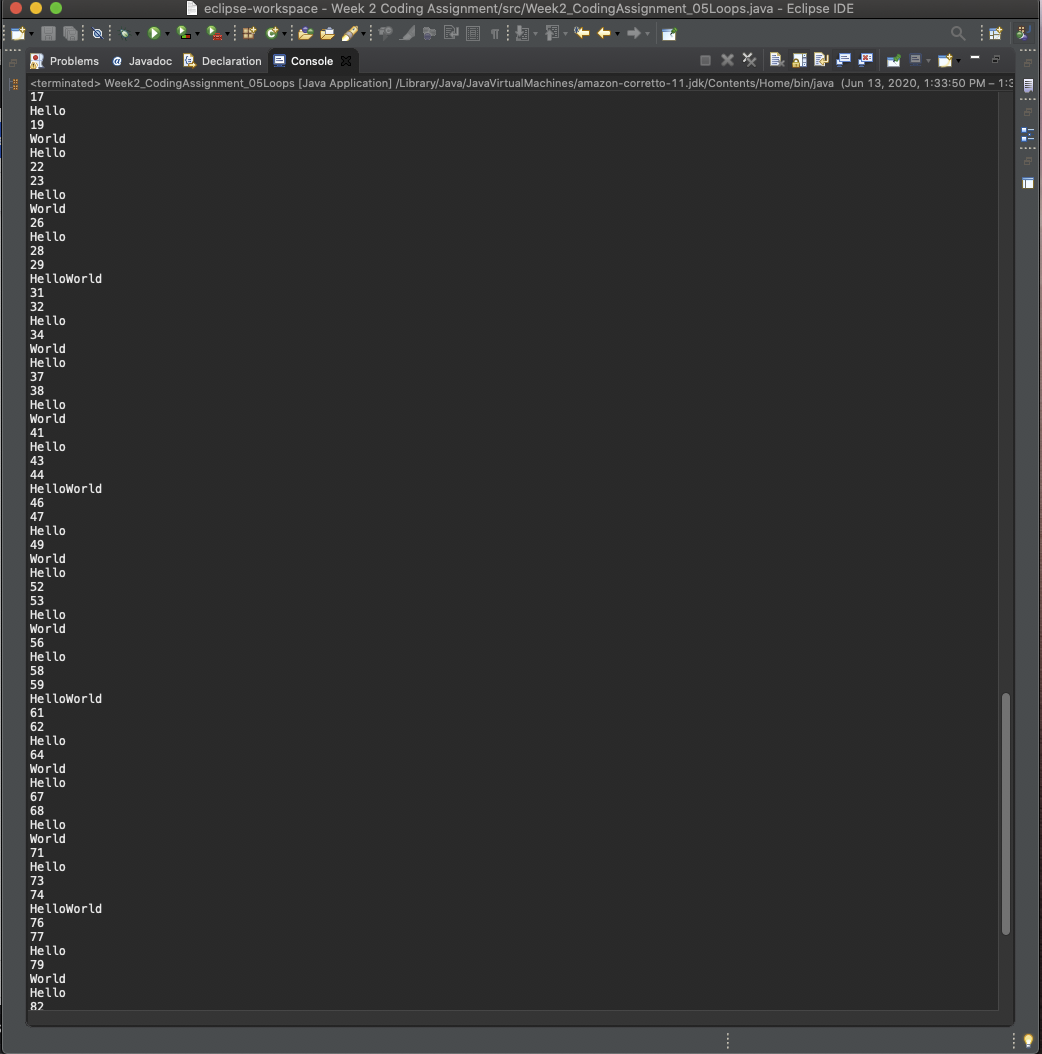 eclipse-workspace - Week 2 Coding Assignment/src/Week2_CodingAssignment_05Loops.java - Eclipse IDE
Problems @ Javadoc Declaration Console
<terminated> Week2_CodingAssignment_05Loops [Java Application] /Library/Java/JavaVirtualMachines/amazon-corretto-11.jdk/Contents/Home/bin/java (Jun 13, 2020, 1:33:50 PM – 1:3
17
Hello
19
World
Hello
22
23
Hello
World
26
Hello
28
29
HelloWorld
31
32
Hello
34
World
Hello
37
38
Hello
World
41
Hello
43
44
HelloWorld
46
47
Hello
49
World
Hello
52
53
Hello
World
56
Hello
58
59
HelloWorld
61
62
Hello
64
World
Hello
67
68
Hello
World
71
Hello
73
74
HelloWorld
76
77
Hello
79
World
Hello
82